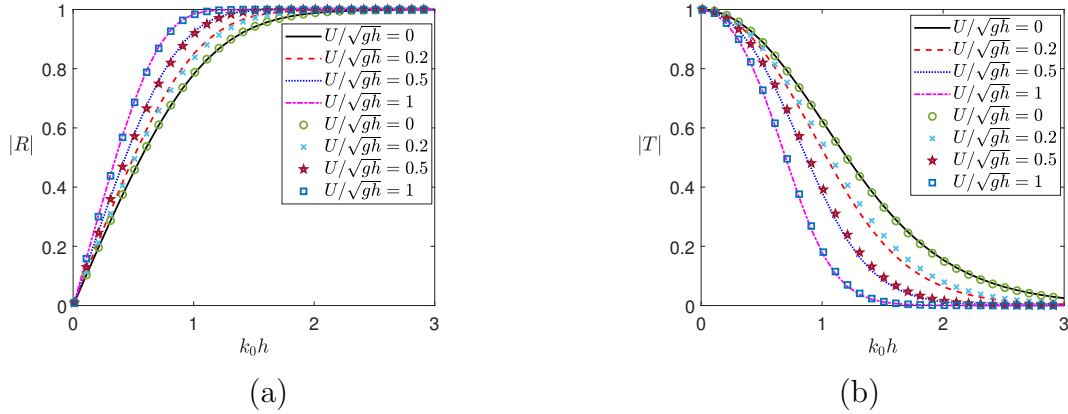 1
0.8
0.6
|R|
0.4
0.2
0
0
1
2
3
k₀h
U/√gh = 0
U/√gh = 0.2
U/√gh = 0.5
U/√gh = 1
U/√gh = 0
U/√gh = 0.2
U/√gh = 0.5
U/√gh = 1
(a)
1
0.8
0.6
|T|
0.4
0.2
0
0
1
2
3
k₀h
U/√gh = 0
U/√gh = 0.2
U/√gh = 0.5
U/√gh = 1
U/√gh = 0
U/√gh = 0.2
U/√gh = 0.5
U/√gh = 1
(b)